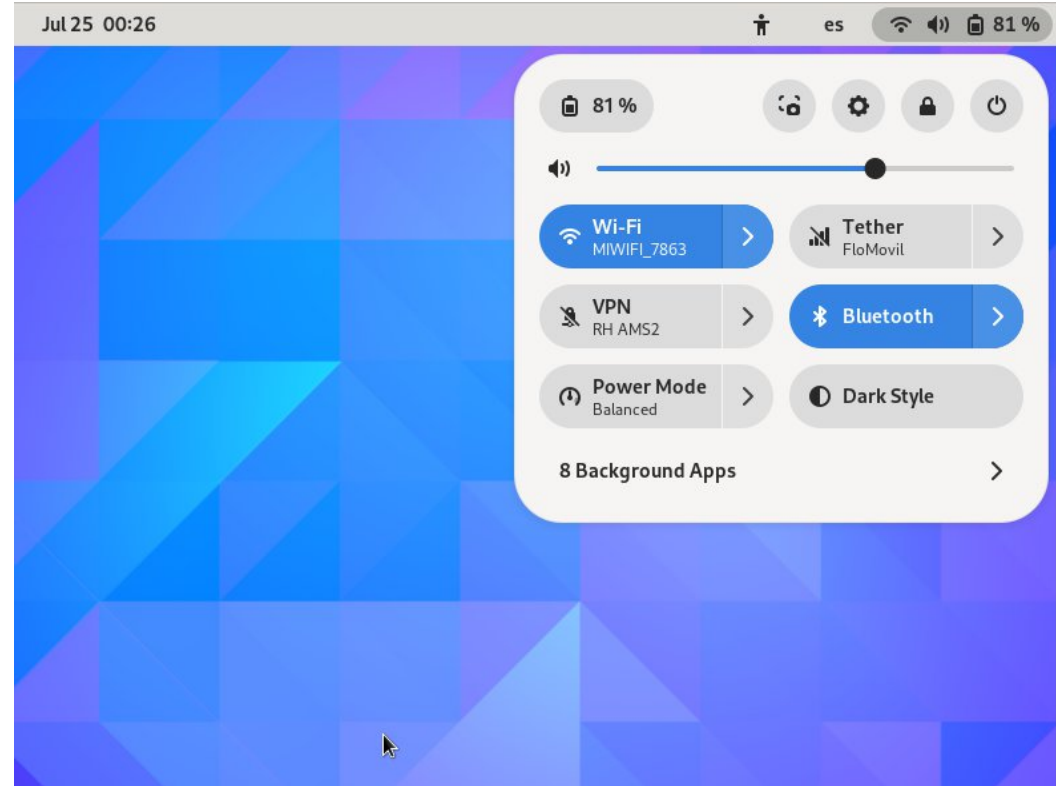 Jul 25 00:26
es
81 %
81 %
Wi-Fi
MIWIFI_7863
Tether
FloMovil
VPN
RH AMS2
Bluetooth
Power Mode
Balanced
Dark Style
8 Background Apps